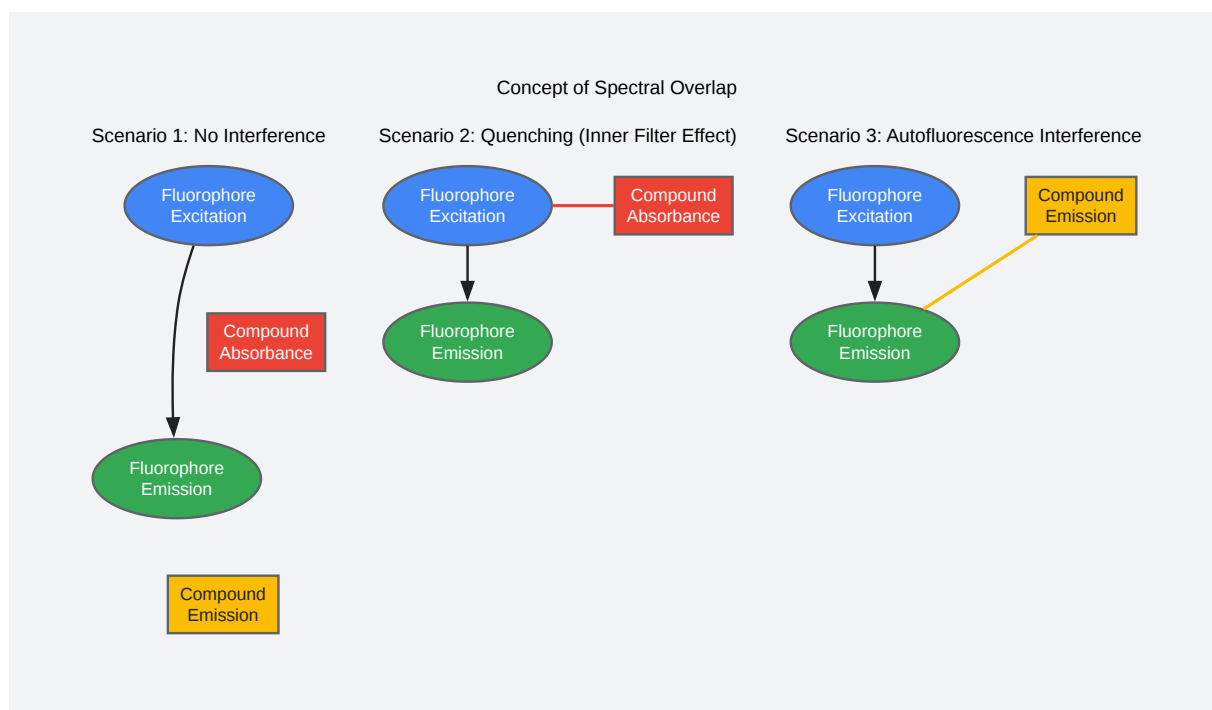 Concept of Spectral Overlap
Scenario 1: No Interference
Fluorophore
Excitation
Compound
Absorbance
Fluorophore
Emission
Compound
Emission
Scenario 2: Quenching (Inner Filter Effect)
Fluorophore
Excitation
Compound
Absorbance
Fluorophore
Emission
Scenario 3: Autofluorescence Interference
Fluorophore
Excitation
Compound
Emission
Fluorophore
Emission